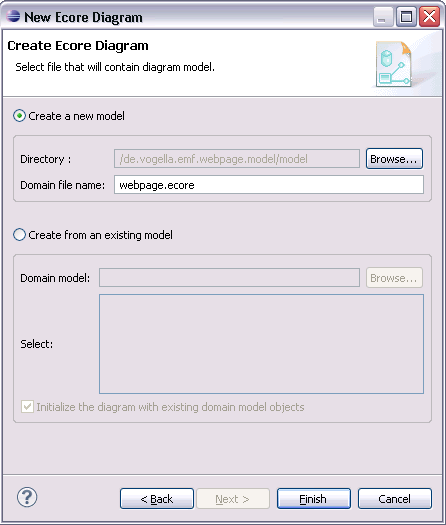 New Ecore Diagram
Create Ecore Diagram
Select file that will contain diagram model.
Create a new model
Directory : /de.vogella.emf.webpage.model/model Browse...
Domain file name: webpage.ecore
Create from an existing model
Domain model: Browse...
Select:
Initialize the diagram with existing domain model objects
? < Back Next > Finish Cancel